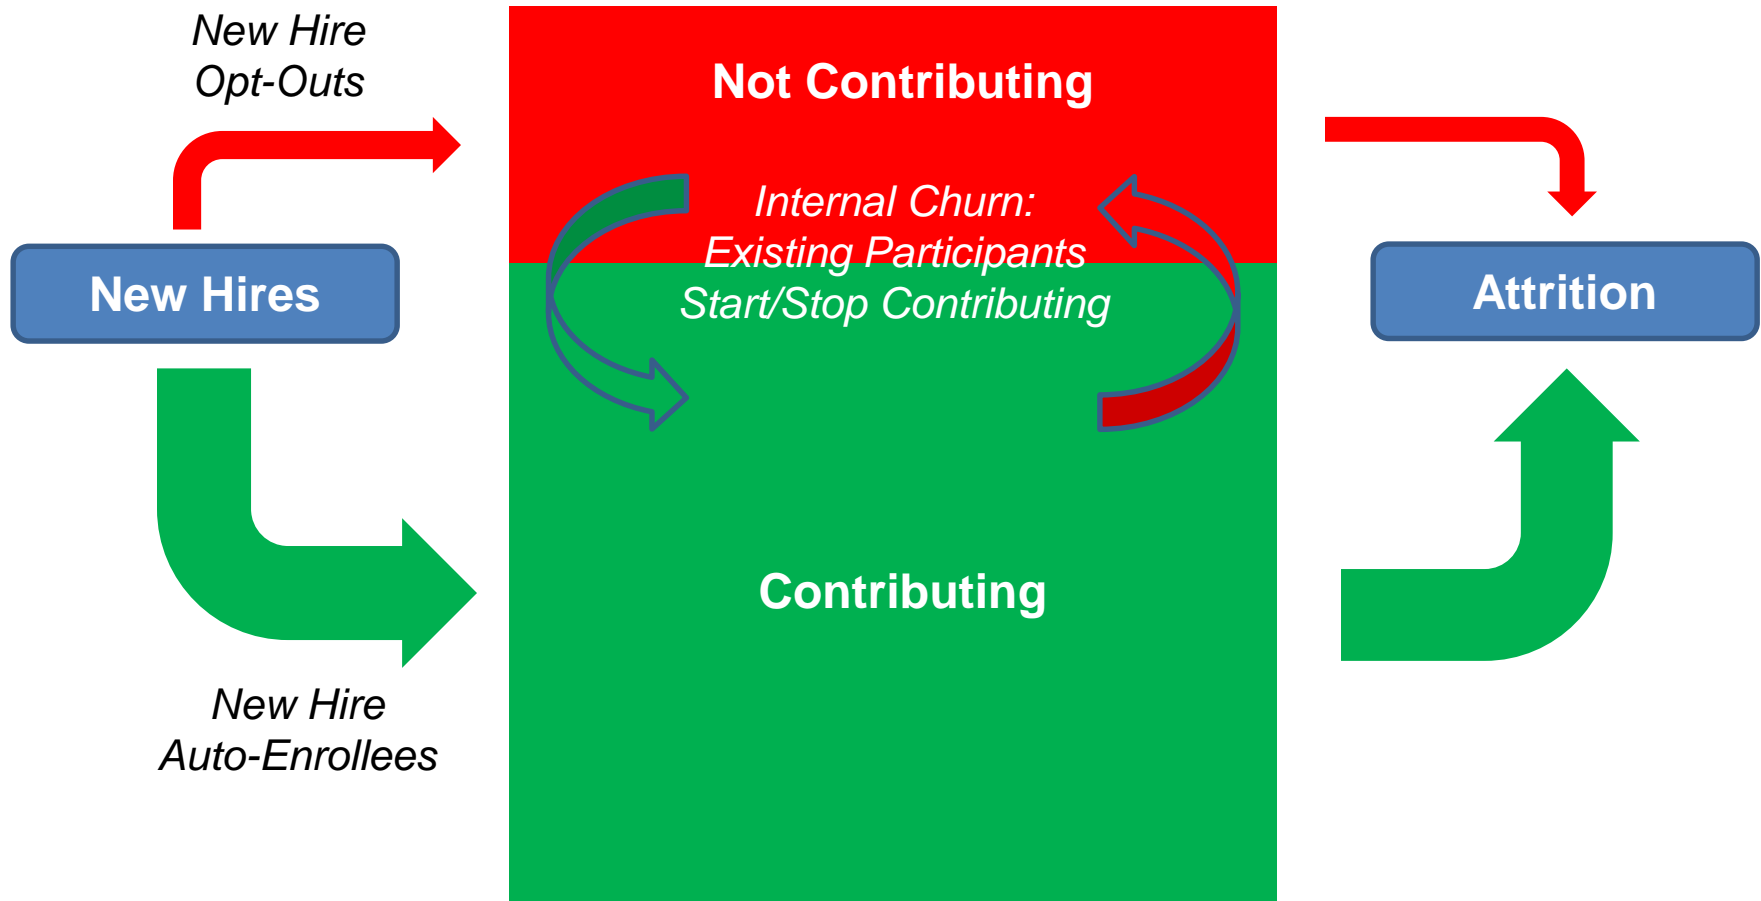 New Hire
Opt-Outs
Not Contributing
Internal Churn:
Existing Participants
Start/Stop Contributing
New Hires
Attrition
Contributing
New Hire
Auto-Enrollees